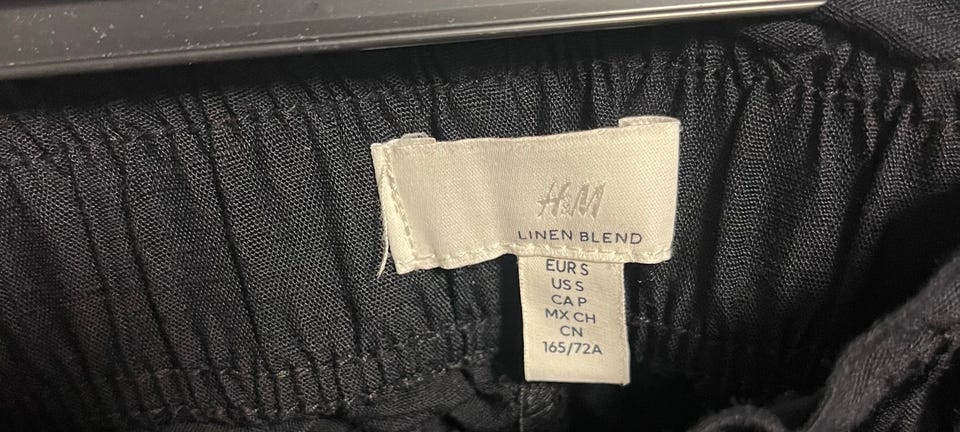 H&M
LINEN BLEND
EUR S
US S
CA P
MX CH
CN
165/72A